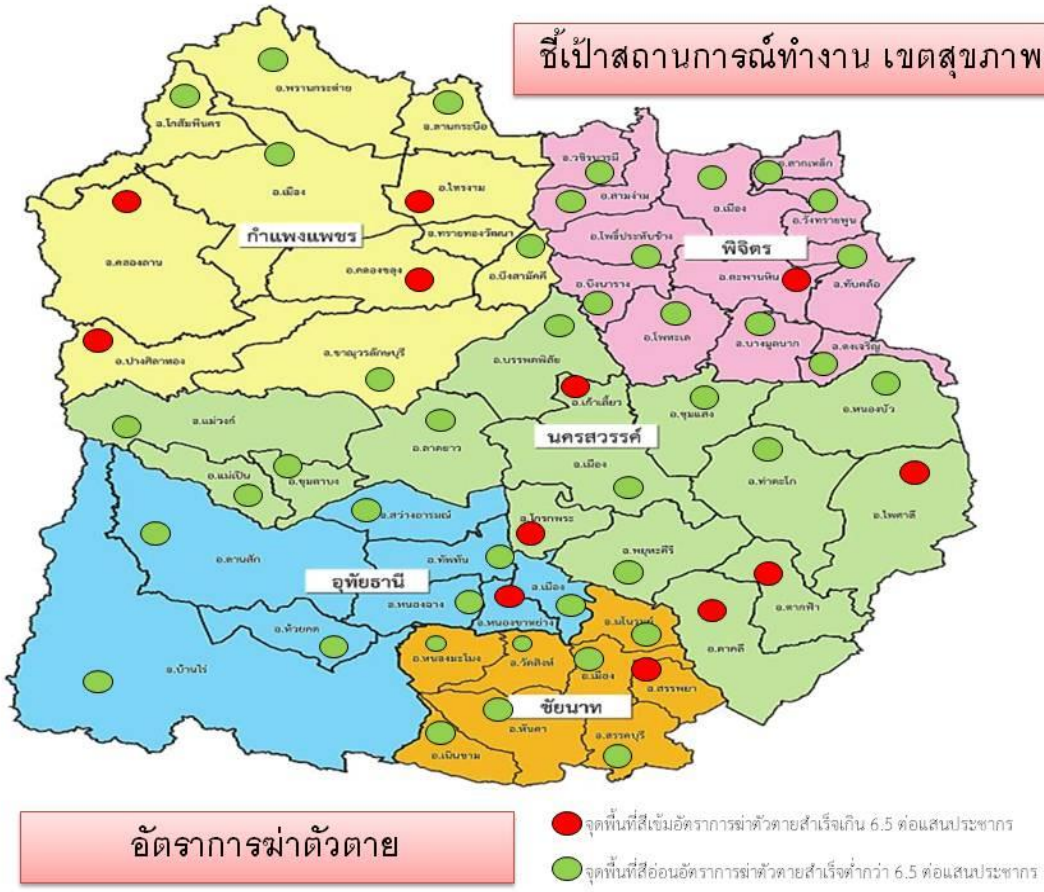 ชี้เป้าสถานการณ์ทำงาน เขตสุขภาพ
อ.พรานกระต่าย
อ.โกสัมพีนคร
อ.ลานกระบือ
อ.เมือง
อ.ไทรงาม
กำแพงแพชร
อ.ทรายทองวัฒนา
อ.คลองลาน
อ.คลองขลุง
อ.บึงสามัคคี
อ.ปางศิลาทอง
อ.ขาณุวรลักษบุรี
อ.วชิรบารมี
อ.สากเหล็ก
อ.สามง่าม
อ.เมือง
อ.วังทรายพูน
อ.โพธิ์ประทับช้าง
พิจิตร
อ.ตะพานหิน
อ.ทับคล้อ
อ.บึงนาราง
อ.โพทะเล
อ.บางมูลนาก
อ.ดงเจริญ
อ.บรรพตพิสัย
อ.เก้าเลี้ยว
อ.ชุมแสง
อ.หนองบัว
อ.แม่วงก์
อ.ลาดยาว
นครสวรรค์
อ.เมือง
อ.ท่าตะโก
อ.ไพศาลี
อ.แม่เปิน
อ.ชุมตาบง
อ.โกรกพระ
อ.พยุหะคีรี
อ.ตากฟ้า
อ.ตาคลี
อ.สว่างอารมณ์
อ.ลานสัก
อ.ทัพทัน
อุทัยธานี
อ.เมือง
อ.หนองฉาง
อ.หนองขาหย่าง
อ.ห้วยคต
อ.บ้านไร่
อ.มโนรมย์
อ.หนองมะโมง
อ.วัดสิงห์
อ.เมือง
อ.สรรพยา
ชัยนาท
อ.หันคา
อ.สรรคบุรี
อ.เนินขาม
อัตราการฆ่าตัวตาย
จุดพื้นที่สีเข้มอัตราการฆ่าตัวตายสำเร็จเกิน 6.5 ต่อแสนประชากร
จุดพื้นที่สีอ่อนอัตราการฆ่าตัวตายสำเร็จต่ำกว่า 6.5 ต่อแสนประชากร